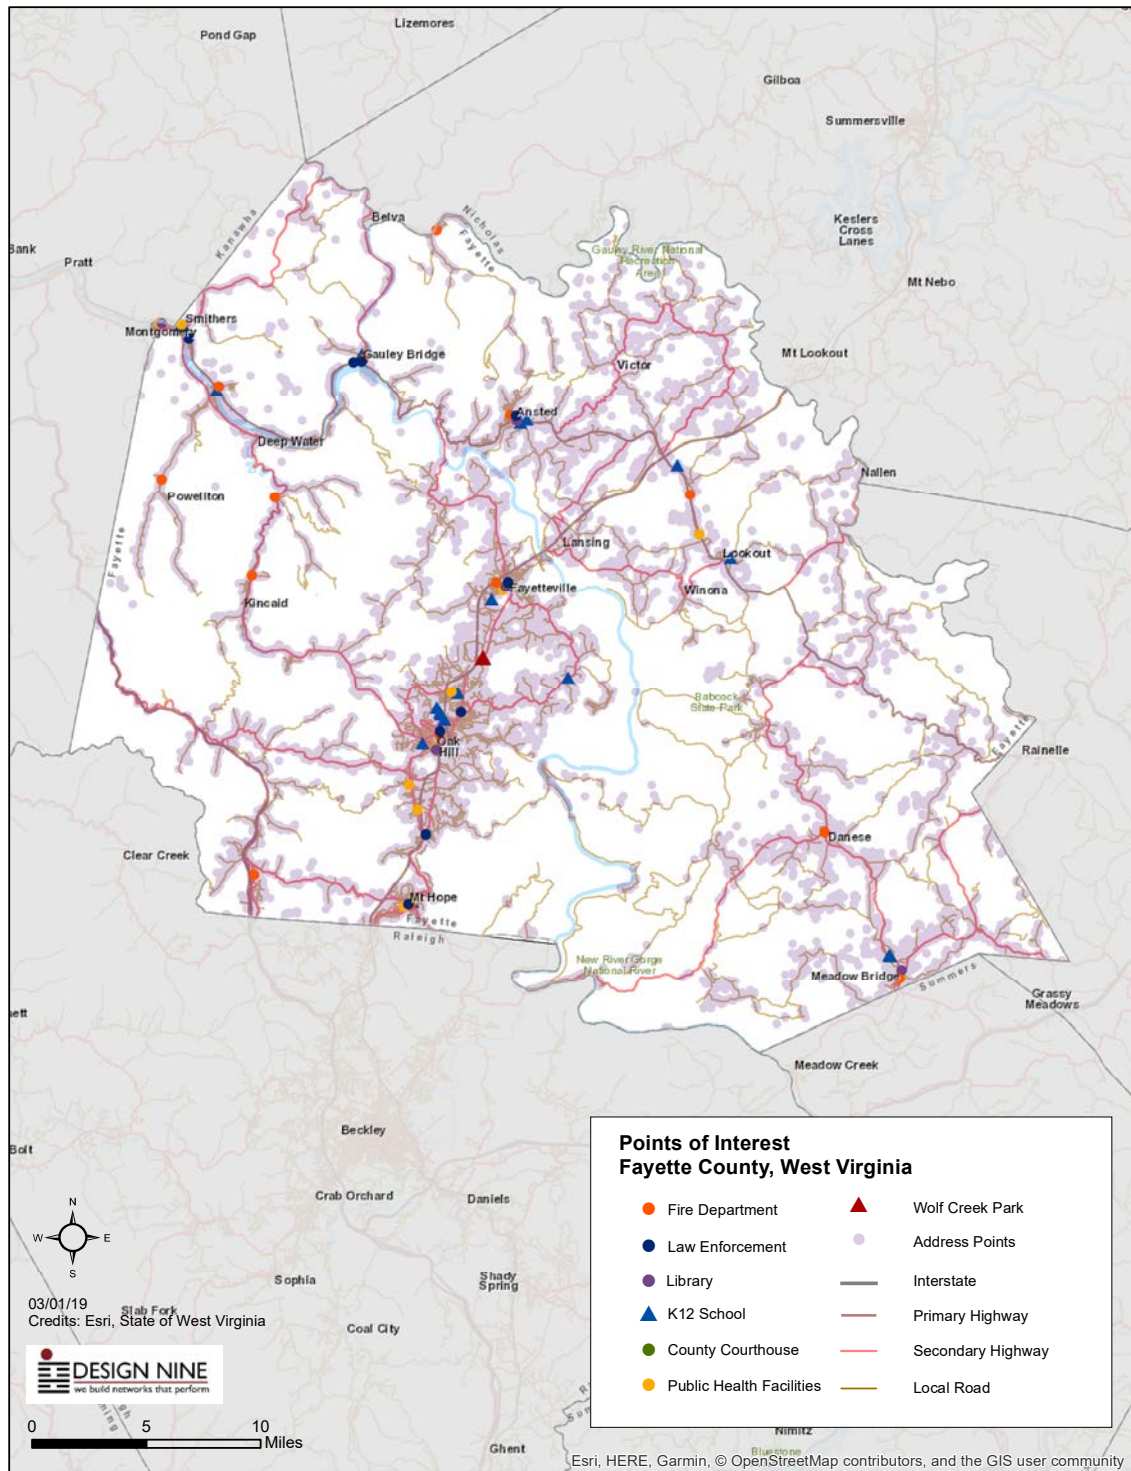 Lizemores
Pond Gap
Gilboa
Summersville
Kanawha
Belva
Nicholas
Fayette
Keslers
Cross
Lanes
Bank
Pratt
Gauley River National
Recreation
Area
Mt Nebo
Smithers
Montgomery
Gauley Bridge
Mt Lookout
Victor
Ansted
Deep Water
Nallen
Powellton
Lansing
Lookout
Fayette
Fayetteville
Winona
Kincaid
Babcock
State Park
Fayette
Rainelle
Oak
Hill
Danese
Clear Creek
Mt Hope
Fayette
Raleigh
New River Gorge
National River
Meadow Bridge
Summers
Grassy
Meadows
Meadow Creek
Beckley
Bolt
Crab Orchard
Daniels
Sophia
Shady
Spring
Slab Fork
Coal City
Ghent
Nimitz
Bluestone
Points of Interest
Fayette County, West Virginia
Fire Department
Law Enforcement
Library
K12 School
County Courthouse
Public Health Facilities
Wolf Creek Park
Address Points
Interstate
Primary Highway
Secondary Highway
Local Road
N
W E
S
03/01/19
Credits: Esri, State of West Virginia
DESIGN NINE
we build networks that perform
0 5 10
Miles
Esri, HERE, Garmin, © OpenStreetMap contributors, and the GIS user community